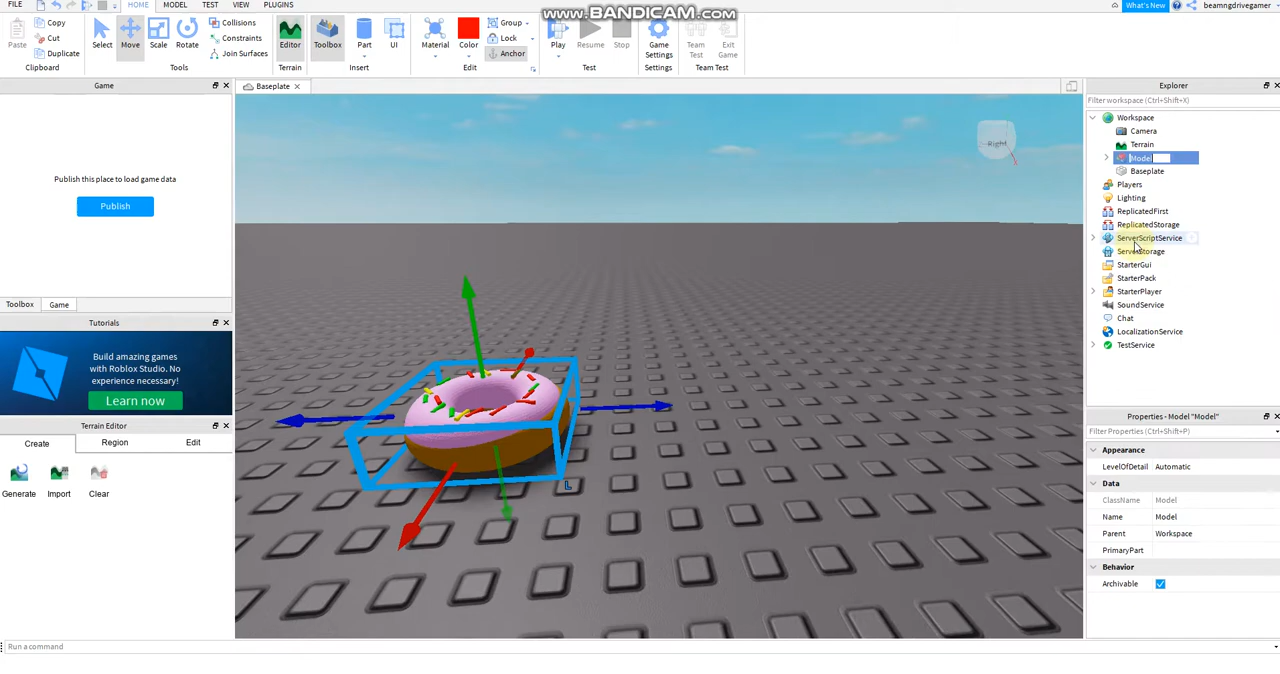 FILE HOME MODEL TEST VIEW PLUGINS
www.BANDICAM.com
What's New beamngdrivegamer
Paste Copy Cut Duplicate
Select Move Scale Rotate
Collisions Constraints Join Surfaces
Editor Toolbox Part UI
Material Color Group Lock Anchor
Play Resume Stop
Game Settings Team Test Exit Game
Clipboard Tools Terrain Insert Edit Test Settings Team Test
Game
Publish this place to load game data
Publish
Toolbox Game
Tutorials
Build amazing games
with Roblox Studio. No
experience necessary!
Learn now
Terrain Editor
Create Region Edit
Generate Import Clear
Baseplate
Right
L
Explorer
Filter workspace (Ctrl+Shift+X)
Workspace
Camera
Terrain
Model
Baseplate
Players
Lighting
ReplicatedFirst
ReplicatedStorage
ServerScriptService
ServerStorage
StarterGui
StarterPack
StarterPlayer
SoundService
Chat
LocalizationService
TestService
Properties - Model "Model"
Filter Properties (Ctrl+Shift+P)
Appearance
LevelOfDetail Automatic
Data
ClassName Model
Name Model
Parent Workspace
PrimaryPart
Behavior
Archivable
Run a command